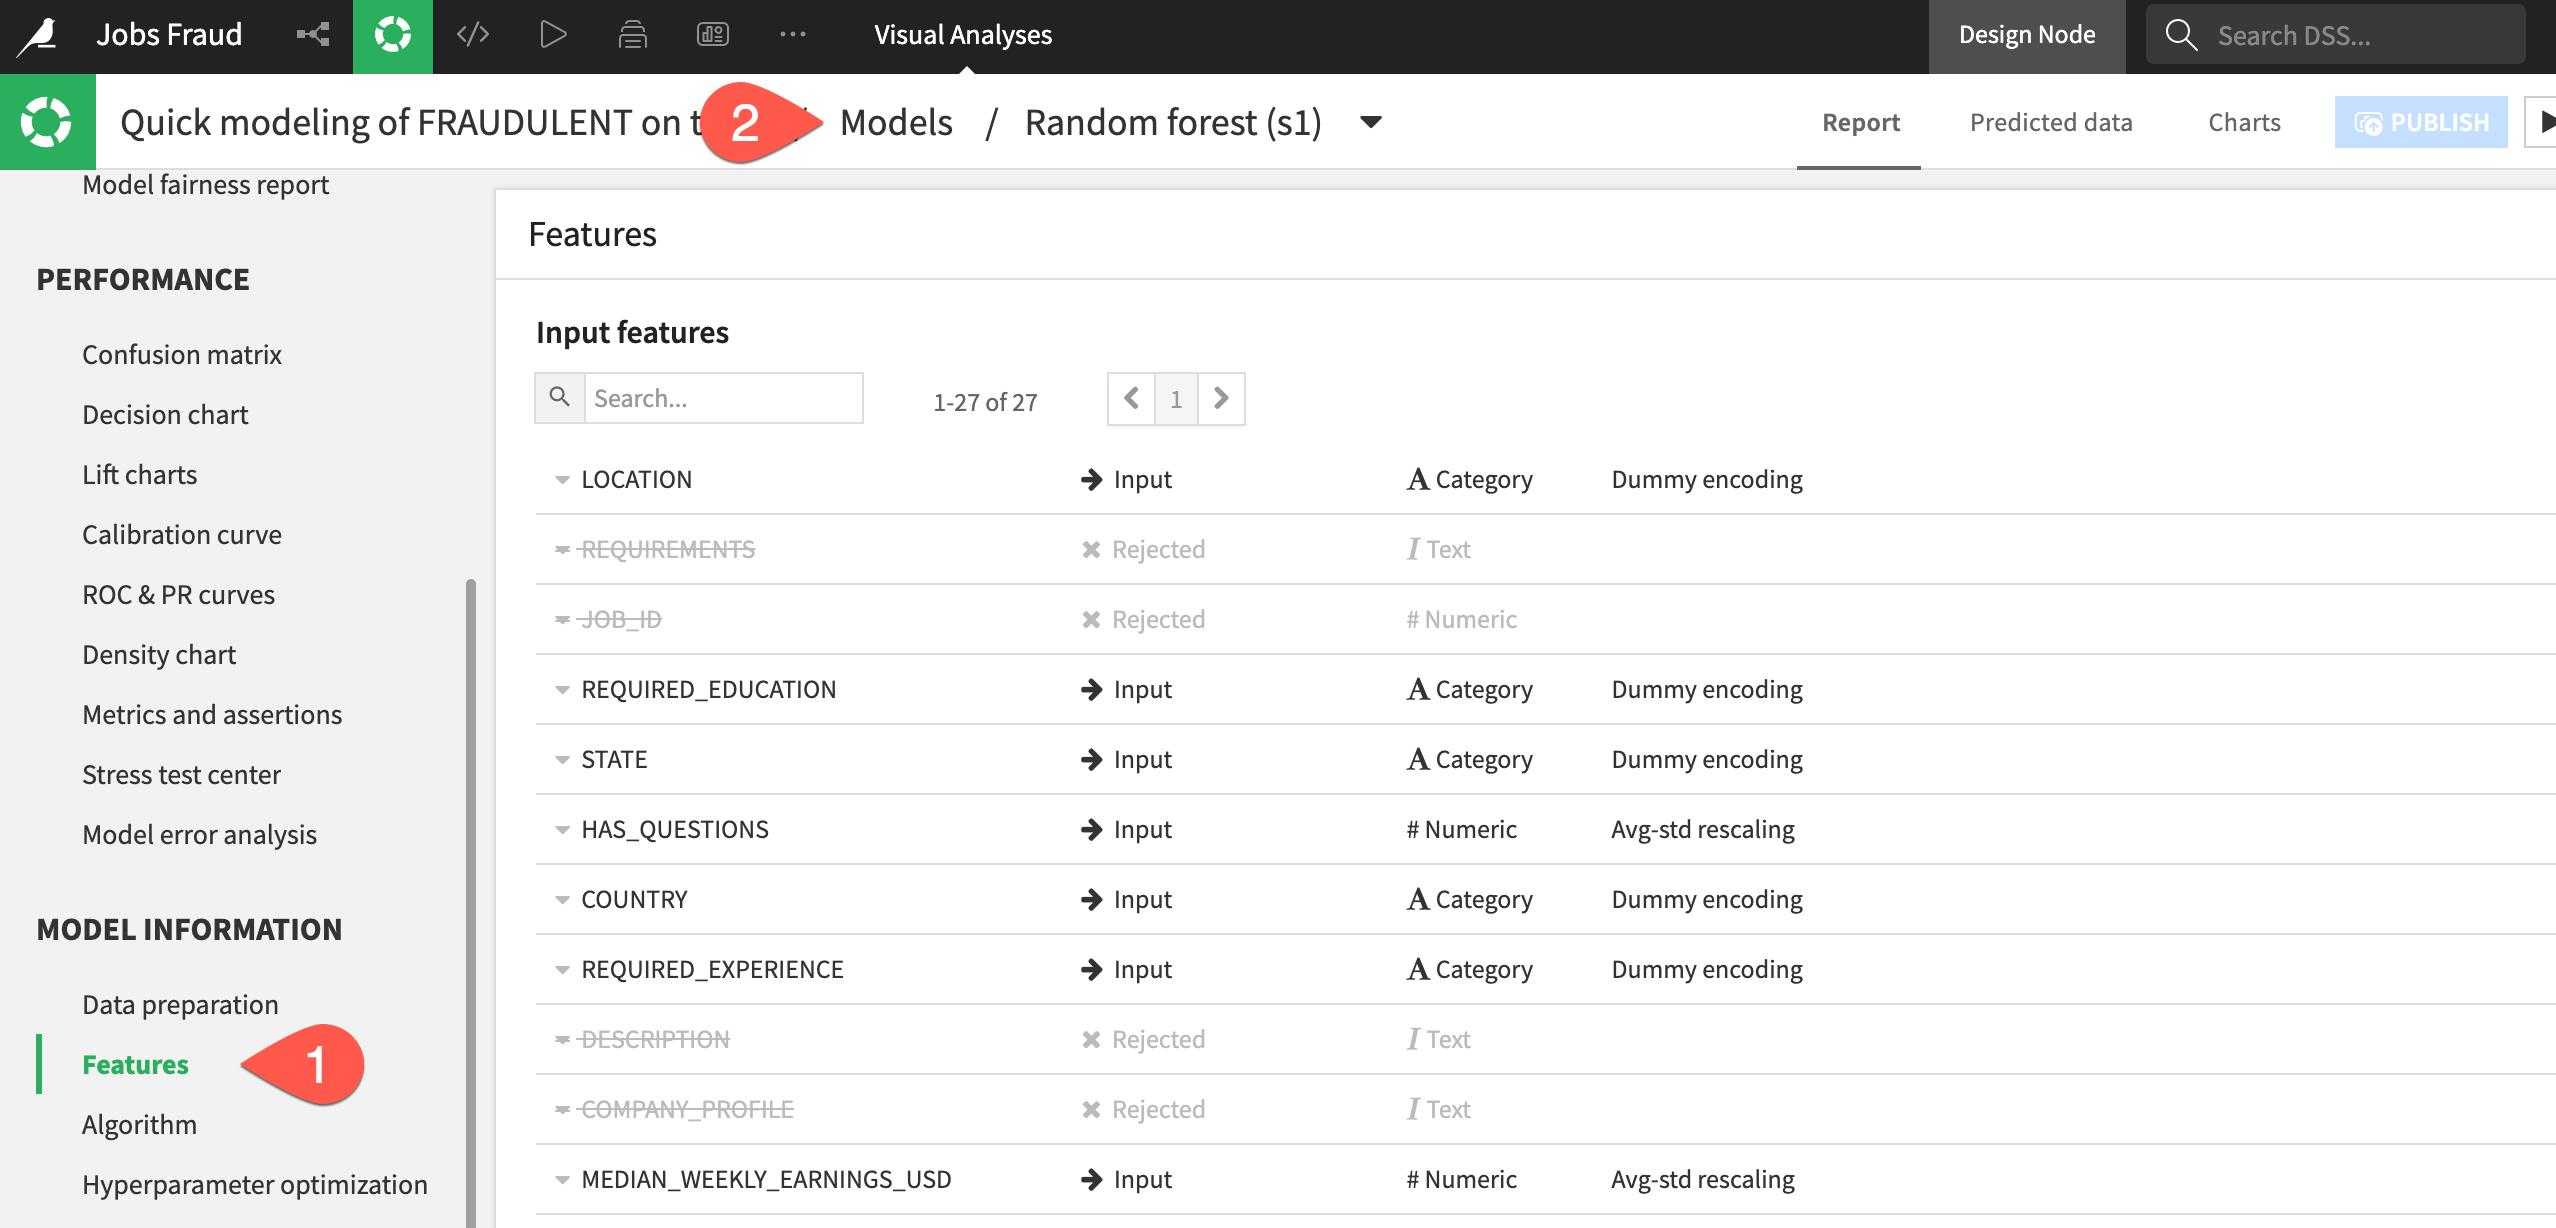 Jobs Fraud Visual Analyses Design Node Search DSS...
Quick modeling of FRAUDULENT on 2 Models / Random forest (s1) Report Predicted data Charts PUBLISH
Model fairness report
PERFORMANCE
Confusion matrix
Decision chart
Lift charts
Calibration curve
ROC & PR curves
Density chart
Metrics and assertions
Stress test center
Model error analysis
MODEL INFORMATION
Data preparation
Features 1
Algorithm
Hyperparameter optimization
Features
Input features
Search... 1-27 of 27 1
LOCATION Input A Category Dummy encoding
REQUIREMENTS Rejected I Text
JOB_ID Rejected # Numeric
REQUIRED_EDUCATION Input A Category Dummy encoding
STATE Input A Category Dummy encoding
HAS_QUESTIONS Input # Numeric Avg-std rescaling
COUNTRY Input A Category Dummy encoding
REQUIRED_EXPERIENCE Input A Category Dummy encoding
DESCRIPTION Rejected I Text
COMPANY_PROFILE Rejected I Text
MEDIAN_WEEKLY_EARNINGS_USD Input # Numeric Avg-std rescaling